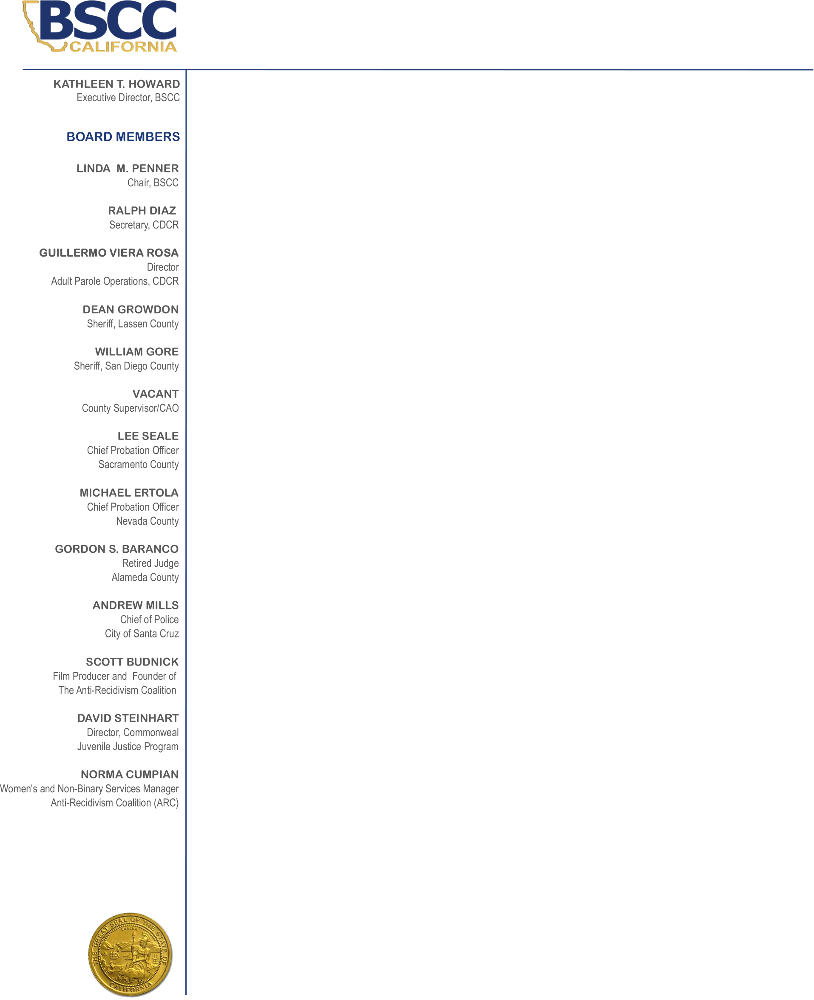 BSCC
CALIFORNIA
KATHLEEN T. HOWARD
Executive Director, BSCC
BOARD MEMBERS
LINDA M. PENNER
Chair, BSCC
RALPH DIAZ
Secretary, CDCR
GUILLERMO VIERA ROSA
Director
Adult Parole Operations, CDCR
DEAN GROWDON
Sheriff, Lassen County
WILLIAM GORE
Sheriff, San Diego County
VACANT
County Supervisor/CAO
LEE SEALE
Chief Probation Officer
Sacramento County
MICHAEL ERTOLA
Chief Probation Officer
Nevada County
GORDON S. BARANCO
Retired Judge
Alameda County
ANDREW MILLS
Chief of Police
City of Santa Cruz
SCOTT BUDNICK
Film Producer and Founder of
The Anti-Recidivism Coalition
DAVID STEINHART
Director, Commonweal
Juvenile Justice Program
NORMA CUMPIAN
Women's and Non-Binary Services Manager
Anti-Recidivism Coalition (ARC)
THE GREAT SEAL OF THE STATE OF CALIFORNIA
EUREKA